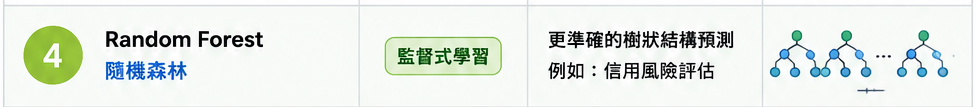 4
Random Forest
隨機森林
監督式學習
更準確的樹狀結構預測
例如：信用風險評估
...